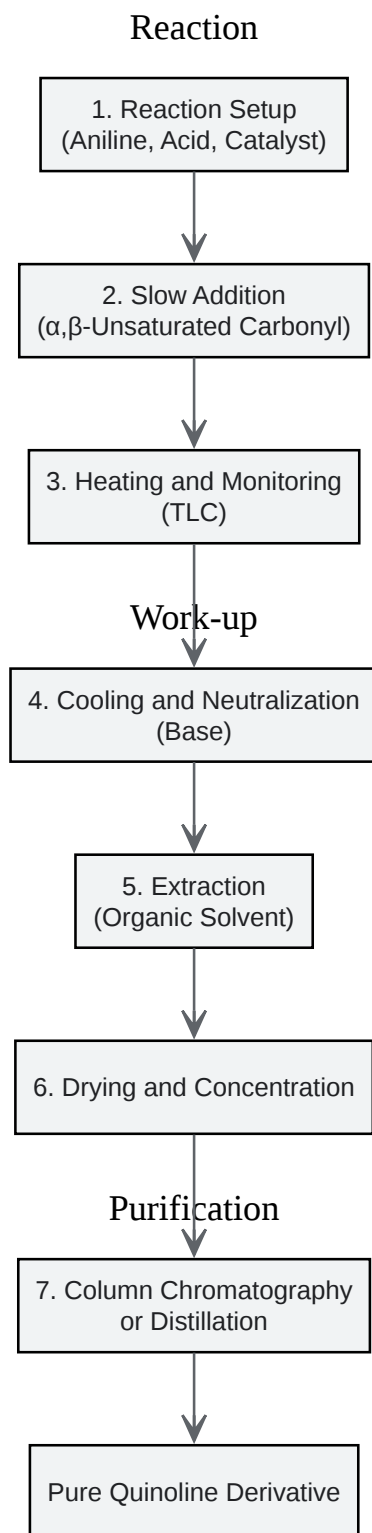 Reaction
1. Reaction Setup
(Aniline, Acid, Catalyst)
2. Slow Addition
(α,β-Unsaturated Carbonyl)
3. Heating and Monitoring
(TLC)
Work-up
4. Cooling and Neutralization
(Base)
5. Extraction
(Organic Solvent)
6. Drying and Concentration
Purification
7. Column Chromatography
or Distillation
Pure Quinoline Derivative